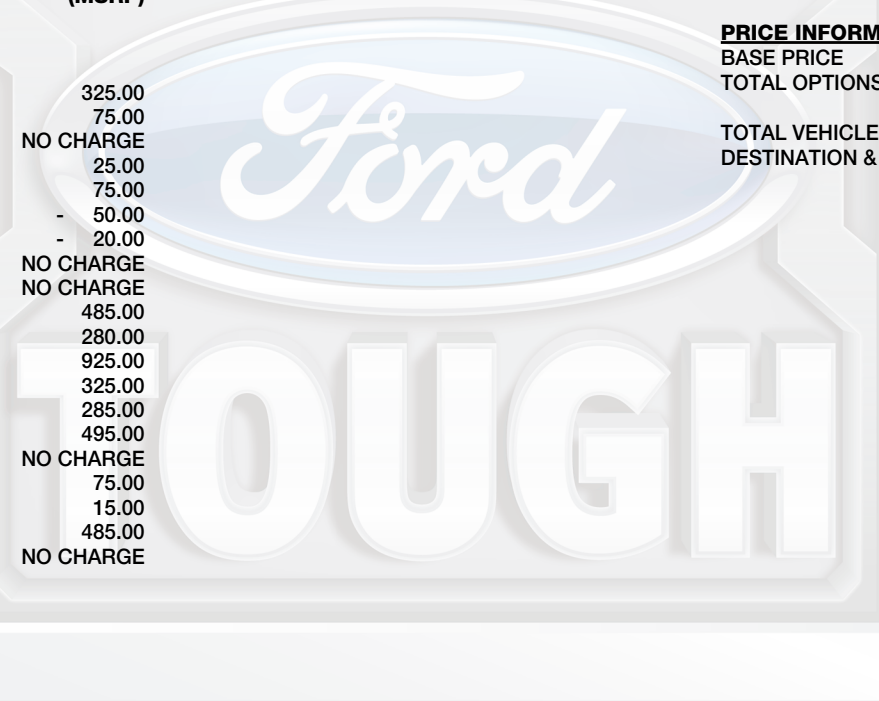 (MSRP)
325.00
75.00
NO CHARGE
25.00
75.00
- 50.00
- 20.00
NO CHARGE
NO CHARGE
485.00
280.00
925.00
325.00
285.00
495.00
NO CHARGE
75.00
15.00
485.00
NO CHARGE
Ford
TOUGH
PRICE INFORM
BASE PRICE
TOTAL OPTIONS
TOTAL VEHICLE
DESTINATION &